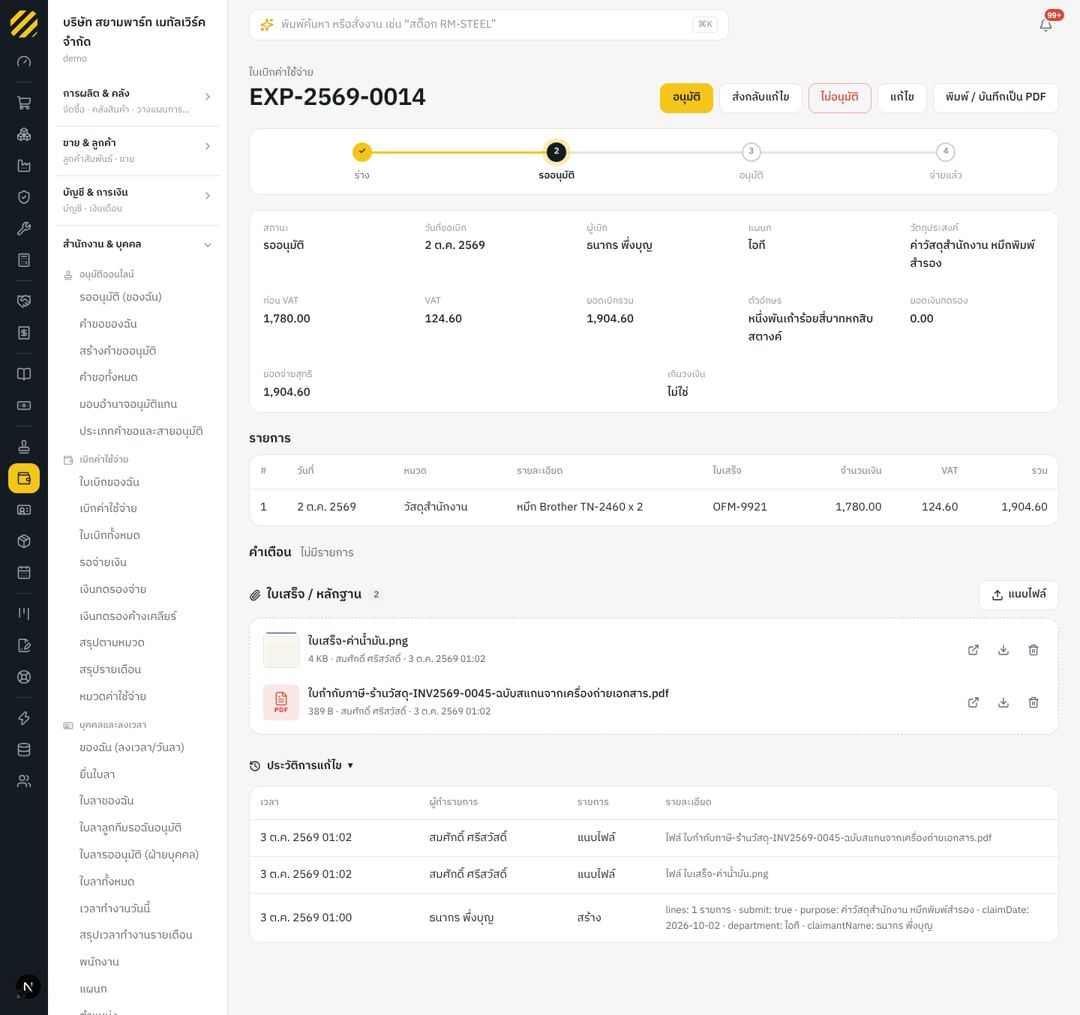 บริษัท สยามพาร์ท เมทัลเวิร์ค
จำกัด
demo
การผลิต & คลัง
จัดซื้อ · คลังสินค้า · วางแผนการ...
ขาย & ลูกค้า
ลูกค้าสัมพันธ์ · ขาย
บัญชี & การเงิน
บัญชี · เงินเดือน
สำนักงาน & บุคคล
อนุมัติออนไลน์
รออนุมัติ (ของฉัน)
คำขอของฉัน
สร้างคำขออนุมัติ
คำขอทั้งหมด
มอบอำนาจอนุมัติแทน
ประเภทคำขอและสายอนุมัติ
เบิกค่าใช้จ่าย
ใบเบิกของฉัน
เบิกค่าใช้จ่าย
ใบเบิกทั้งหมด
รอจ่ายเงิน
เงินทดรองจ่าย
เงินทดรองค้างเคลียร์
สรุปตามหมวด
สรุปรายเดือน
หมวดค่าใช้จ่าย
บุคคลและลงเวลา
ของฉัน (ลงเวลา/วันลา)
ยื่นใบลา
ใบลาของฉัน
ใบลาลูกทีมรอฉันอนุมัติ
ใบลารออนุมัติ (ฝ่ายบุคคล)
ใบลาทั้งหมด
เวลาทำงานวันนี้
สรุปเวลาทำงานรายเดือน
พนักงาน
แผนก
N
พิมพ์ค้นหา หรือสั่งงาน เช่น “สต็อก RM-STEEL”
⌘K
99+
ใบเบิกค่าใช้จ่าย
EXP-2569-0014
อนุมัติ
ส่งกลับแก้ไข
ไม่อนุมัติ
แก้ไข
พิมพ์ / บันทึกเป็น PDF
2
3
4
ร่าง
รออนุมัติ
อนุมัติ
จ่ายแล้ว
สถานะ
รออนุมัติ
วันที่ขอเบิก
2 ต.ค. 2569
ผู้เบิก
ธนากร พึ่งบุญ
แผนก
ไอที
วัตถุประสงค์
ค่าวัสดุสำนักงาน หมึกพิมพ์
สำรอง
ก่อน VAT
1,780.00
VAT
124.60
ยอดเบิกรวม
1,904.60
ตัวอักษร
หนึ่งพันเก้าร้อยสี่บาทหกสิบ
สตางค์
ยอดเงินทดรอง
0.00
ยอดจ่ายสุทธิ
1,904.60
เกินวงเงิน
ไม่ใช่
รายการ
# วันที่ หมวด รายละเอียด ใบเสร็จ จำนวนเงิน VAT รวม
1 2 ต.ค. 2569 วัสดุสำนักงาน หมึก Brother TN-2460 x 2 OFM-9921 1,780.00 124.60 1,904.60
คำเตือน ไม่มีรายการ
ใบเสร็จ / หลักฐาน 2
แนบไฟล์
ใบเสร็จ-ค่าน้ำมัน.png
4 KB · สมศักดิ์ ศรีสวัสดิ์ · 3 ต.ค. 2569 01:02
PDF
ใบกำกับภาษี-ร้านวัสดุ-INV2569-0045-ฉบับสแกนจากเครื่องถ่ายเอกสาร.pdf
389 B · สมศักดิ์ ศรีสวัสดิ์ · 3 ต.ค. 2569 01:02
ประวัติการแก้ไข ▾
เวลา ผู้ทำรายการ รายการ รายละเอียด
3 ต.ค. 2569 01:02 สมศักดิ์ ศรีสวัสดิ์ แนบไฟล์ ไฟล์ ใบกำกับภาษี-ร้านวัสดุ-INV2569-0045-ฉบับสแกนจากเครื่องถ่ายเอกสาร.pdf
3 ต.ค. 2569 01:02 สมศักดิ์ ศรีสวัสดิ์ แนบไฟล์ ไฟล์ ใบเสร็จ-ค่าน้ำมัน.png
3 ต.ค. 2569 01:00 ธนากร พึ่งบุญ สร้าง lines: 1 รายการ · submit: true · purpose: ค่าวัสดุสำนักงาน หมึกพิมพ์สำรอง · claimDate:
2026-10-02 · department: ไอที · claimantName: ธนากร พึ่งบุญ